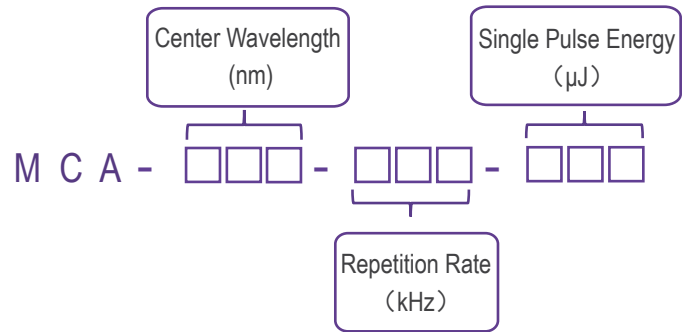 Center Wavelength
(nm)
Single Pulse Energy
（μJ）
M C A - □□□ - □□□ - □□□
Repetition Rate
（kHz）